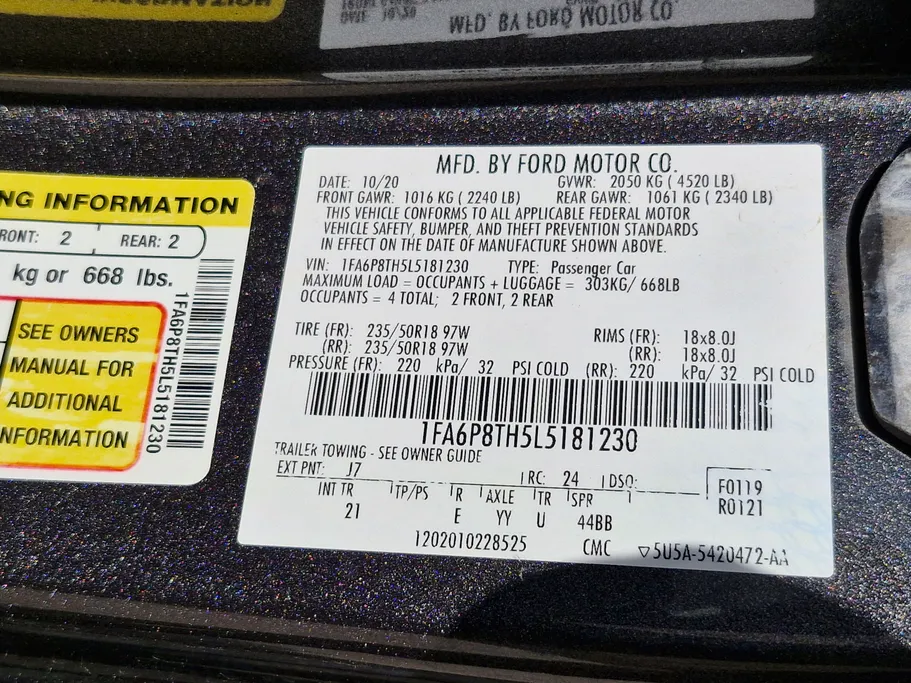 MFD. BY FORD MOTOR CO.
DATE 10/20
NG INFORMATION
RONT: 2 REAR: 2
kg or 668 lbs.
SEE OWNERS
MANUAL FOR
ADDITIONAL
NFORMATION
1FA6P8TH5L5181230
MFD. BY FORD MOTOR CO.
DATE: 10/20 GVWR: 2050 KG ( 4520 LB)
FRONT GAWR: 1016 KG ( 2240 LB) REAR GAWR: 1061 KG ( 2340 LB)
THIS VEHICLE CONFORMS TO ALL APPLICABLE FEDERAL MOTOR
VEHICLE SAFETY, BUMPER, AND THEFT PREVENTION STANDARDS
IN EFFECT ON THE DATE OF MANUFACTURE SHOWN ABOVE.
VIN: 1FA6P8TH5L5181230 TYPE: Passenger Car
MAXIMUM LOAD = OCCUPANTS + LUGGAGE = 303KG/ 668LB
OCCUPANTS = 4 TOTAL; 2 FRONT, 2 REAR
TIRE (FR): 235/50R18 97W RIMS (FR): 18x8.0J
(RR): 235/50R18 97W (RR): 18x8.0J
PRESSURE (FR): 220 kPa/ 32 PSI COLD (RR): 220 kPa/ 32 PSI COLD
1FA6P8TH5L5181230
TRAILER TOWING - SEE OWNER GUIDE
EXT PNT: J7 RC: 24 DSO: F0119
INT TR TP/PS R AXLE TR SPR R0121
21 E YY U 44BB
1202010228525 CMC ▽5U5A-5420472-AA